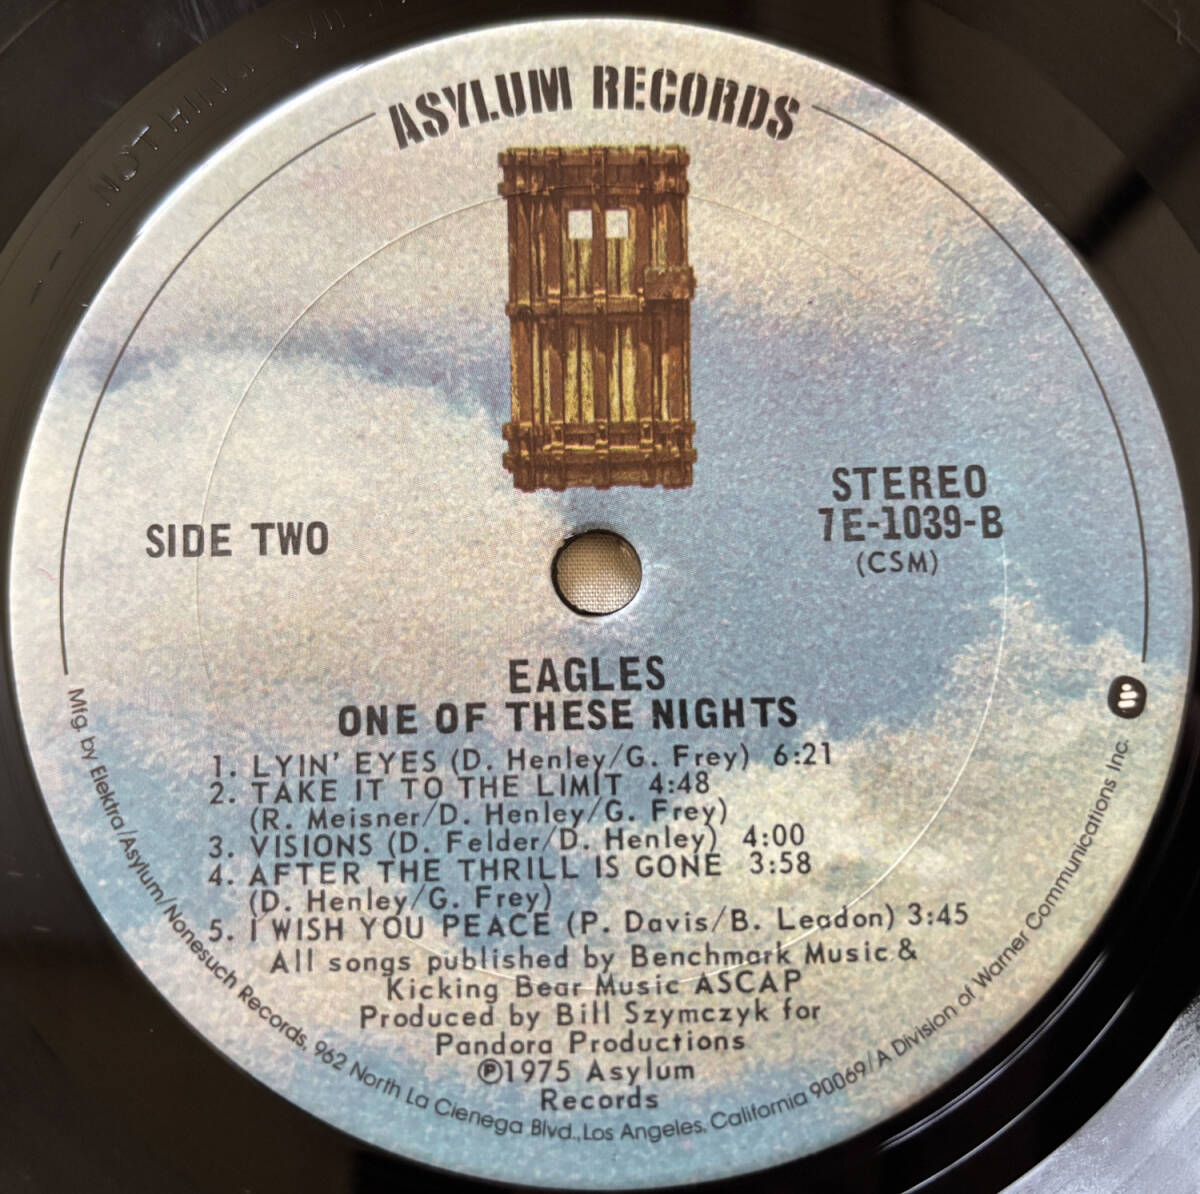 NOTHING
ASYLUM RECORDS
STEREO
7E-1039-B
(CSM)
SIDE TWO
EAGLES
ONE OF THESE NIGHTS
1. LYIN' EYES (D. Henley/G. Frey) 6:21
2. TAKE IT TO THE LIMIT 4:48
(R. Meisner/D. Henley/G. Frey)
3. VISIONS (D. Felder/D. Henley) 4:00
4. AFTER THE THRILL IS GONE 3:58
(D. Henley/G. Frey)
5. I WISH YOU PEACE (P. Davis/B. Leadon) 3:45
All songs published by Benchmark Music &
Kicking Bear Music ASCAP
Produced by Bill Szymczyk for
Pandora Productions
℗1975 Asylum
Records
Mfg. by Elektra/Asylum/Nonesuch Records, 962 North La Cienega Blvd., Los Angeles, California 90069/A Division of Warner Communications Inc.